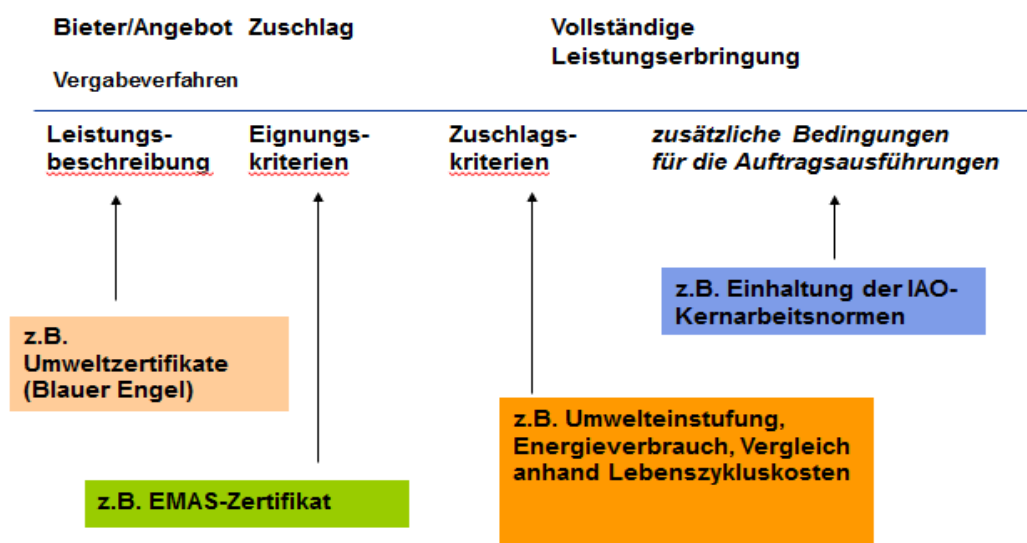 Bieter/Angebot Zuschlag
Vollständige
Leistungserbringung
Vergabeverfahren
Leistungs-
beschreibung
Eignungs-
kriterien
Zuschlags-
kriterien
zusätzliche Bedingungen
für die Auftragsausführungen
z.B. Einhaltung der IAO-
Kernarbeitsnormen
z.B.
Umweltzertifikate
(Blauer Engel)
z.B. Umwelteinstufung,
Energieverbrauch, Vergleich
anhand Lebenszykluskosten
z.B. EMAS-Zertifikat